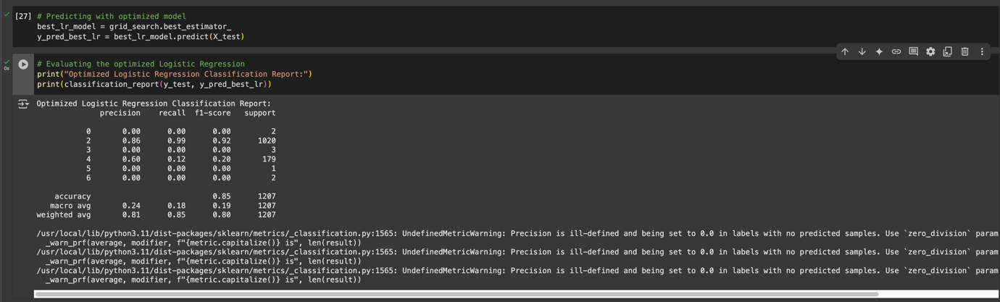 [27] # Predicting with optimized model
best_lr_model = grid_search.best_estimator_
y_pred_best_lr = best_lr_model.predict(X_test)
0s
# Evaluating the optimized Logistic Regression
print("Optimized Logistic Regression Classification Report:")
print(classification_report(y_test, y_pred_best_lr))
Optimized Logistic Regression Classification Report:
precision recall f1-score support
0 0.00 0.00 0.00 2
2 0.86 0.99 0.92 1020
3 0.00 0.00 0.00 3
4 0.60 0.12 0.20 179
5 0.00 0.00 0.00 1
6 0.00 0.00 0.00 2
accuracy 0.85 1207
macro avg 0.24 0.18 0.19 1207
weighted avg 0.81 0.85 0.80 1207
/usr/local/lib/python3.11/dist-packages/sklearn/metrics/_classification.py:1565: UndefinedMetricWarning: Precision is ill-defined and being set to 0.0 in labels with no predicted samples. Use `zero_division` param
_warn_prf(average, modifier, f"{metric.capitalize()} is", len(result))
/usr/local/lib/python3.11/dist-packages/sklearn/metrics/_classification.py:1565: UndefinedMetricWarning: Precision is ill-defined and being set to 0.0 in labels with no predicted samples. Use `zero_division` param
_warn_prf(average, modifier, f"{metric.capitalize()} is", len(result))
/usr/local/lib/python3.11/dist-packages/sklearn/metrics/_classification.py:1565: UndefinedMetricWarning: Precision is ill-defined and being set to 0.0 in labels with no predicted samples. Use `zero_division` param
_warn_prf(average, modifier, f"{metric.capitalize()} is", len(result))